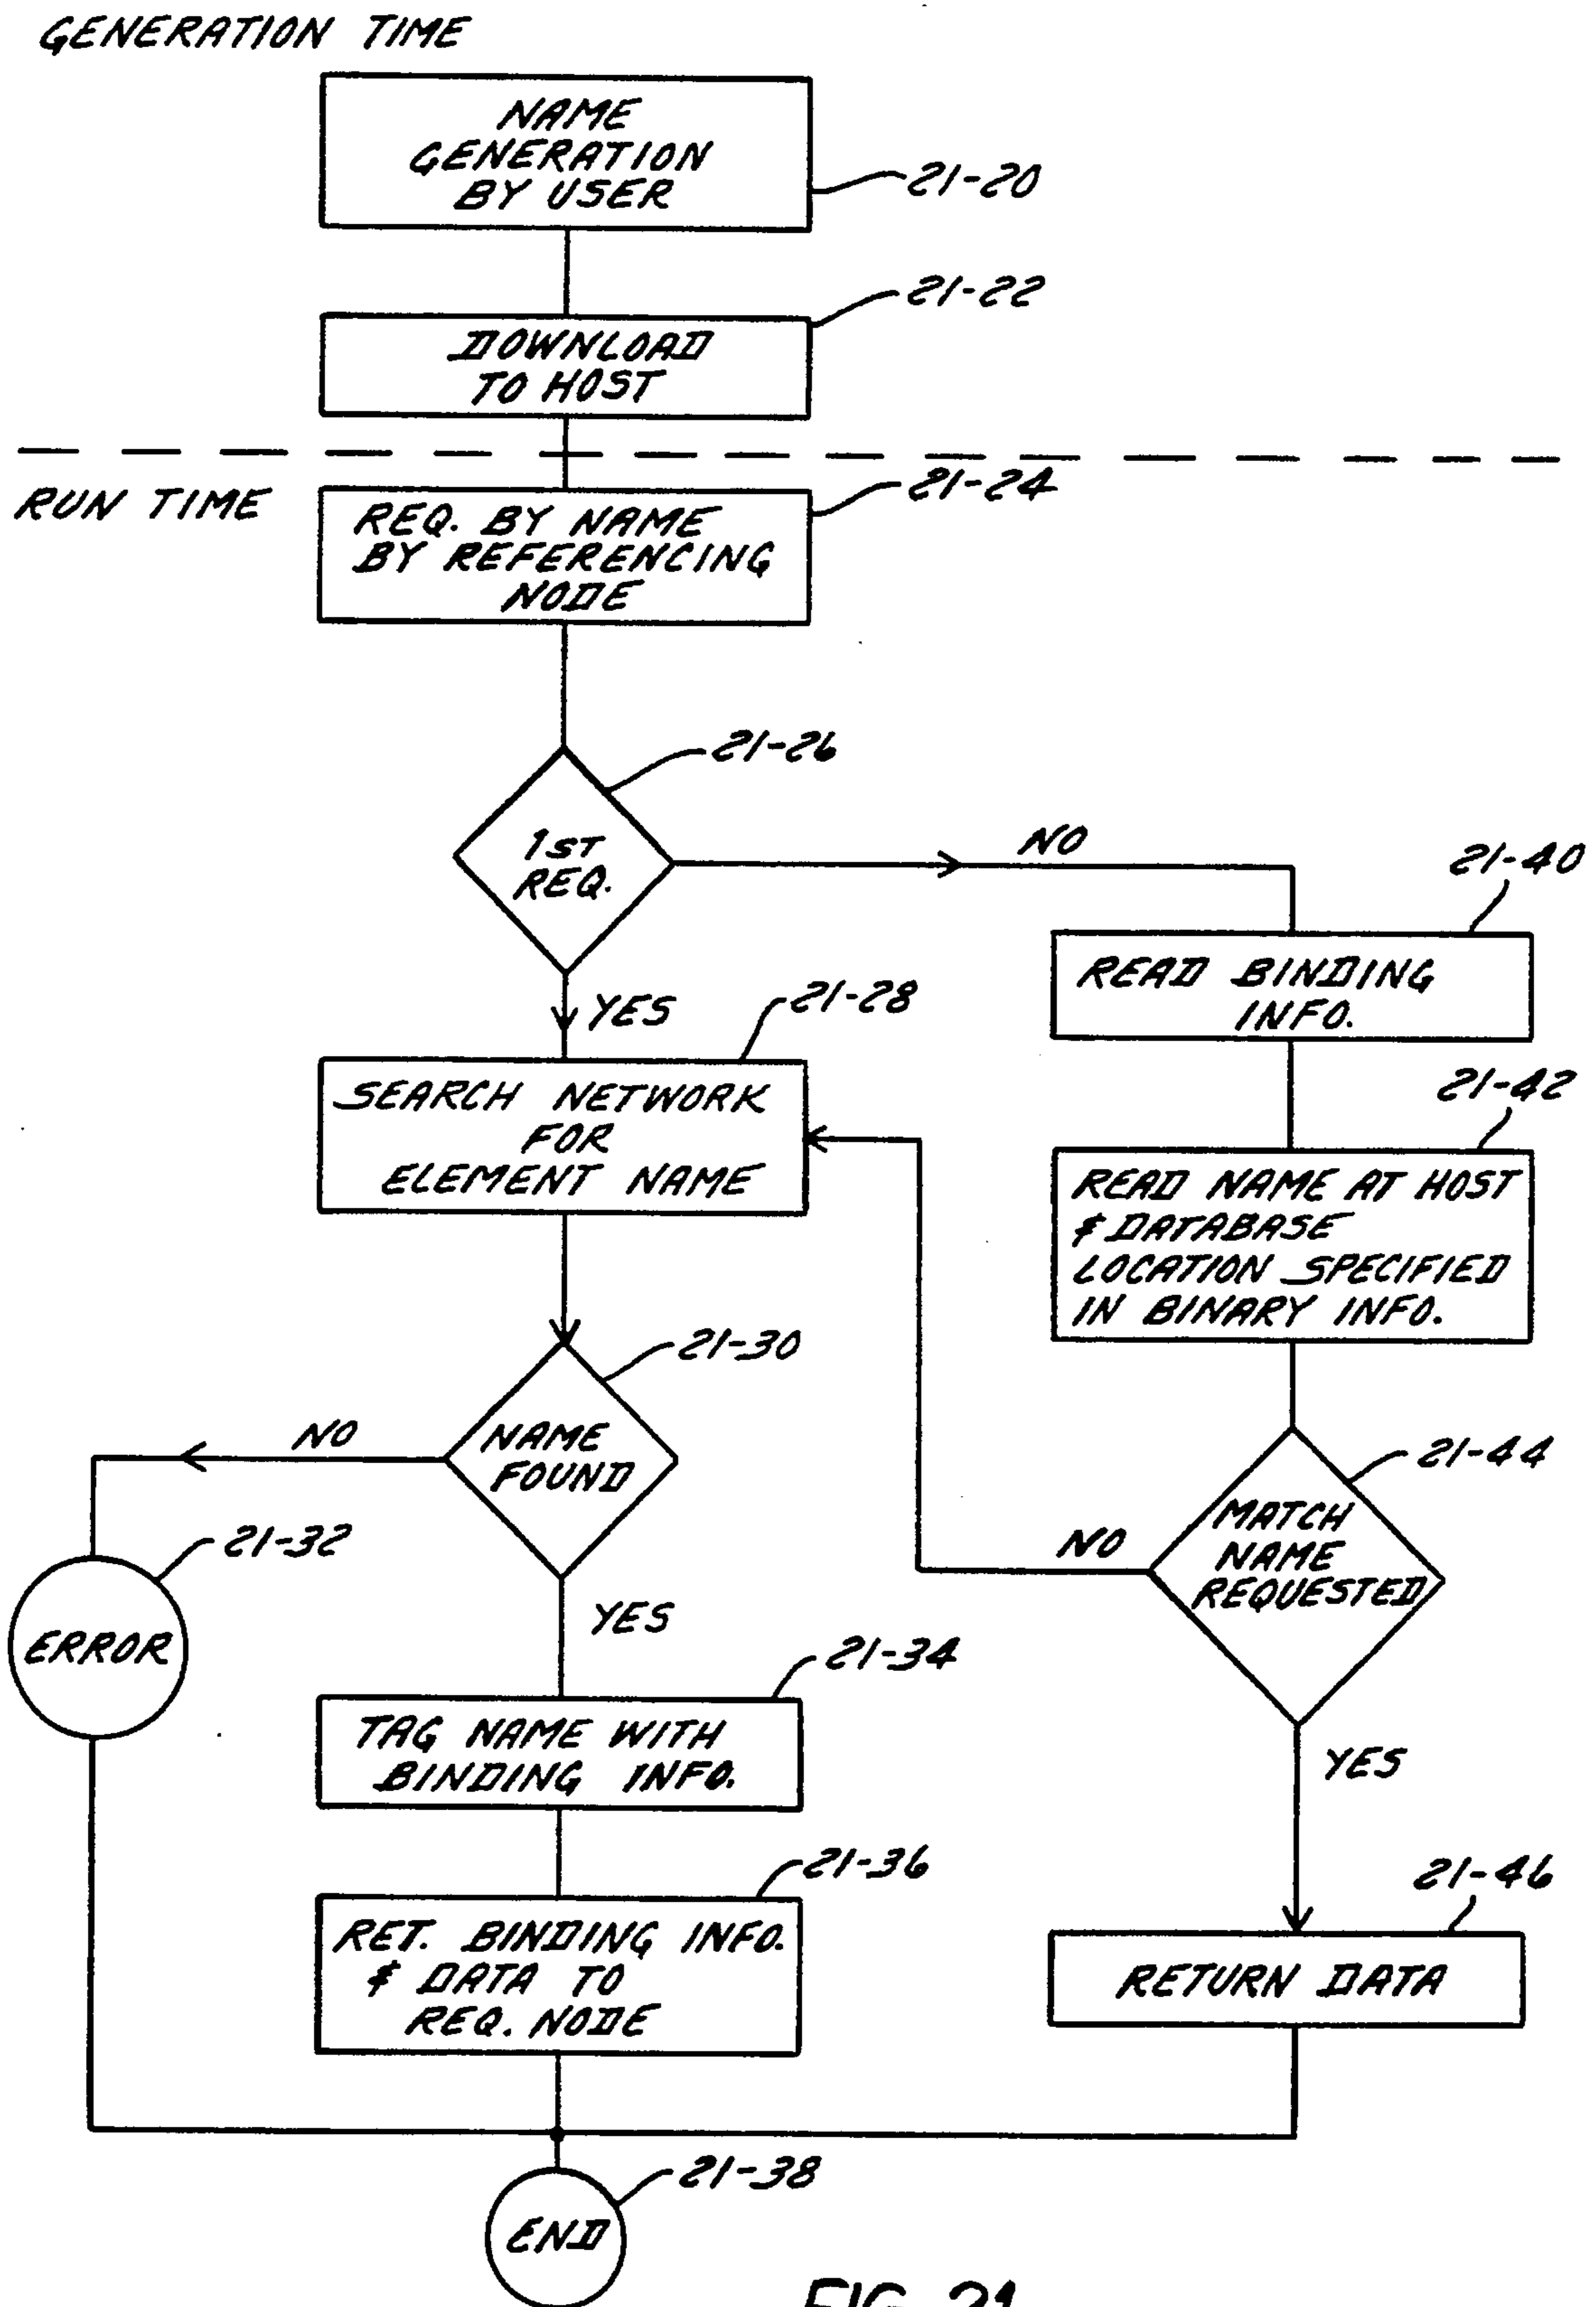 GENERATION TIME
NAME
GENERATION
BY USER
21-20
21-22
DOWNLOAD
TO HOST
RUN TIME
21-24
REQ. BY NAME
BY REFERENCING
NODE
21-26
1ST
REQ.
NO
21-40
READ BINDING
INFO.
YES
21-28
SEARCH NETWORK
FOR
ELEMENT NAME
21-42
READ NAME AT HOST
& DATABASE
LOCATION SPECIFIED
IN BINARY INFO.
21-30
NAME
FOUND
NO
21-32
ERROR
21-44
MATCH
NAME
REQUESTED
NO
YES
21-34
TAG NAME WITH
BINDING INFO.
YES
21-36
RET. BINDING INFO.
& DATA TO
REQ. NODE
21-46
RETURN DATA
21-38
END
FIG. 21